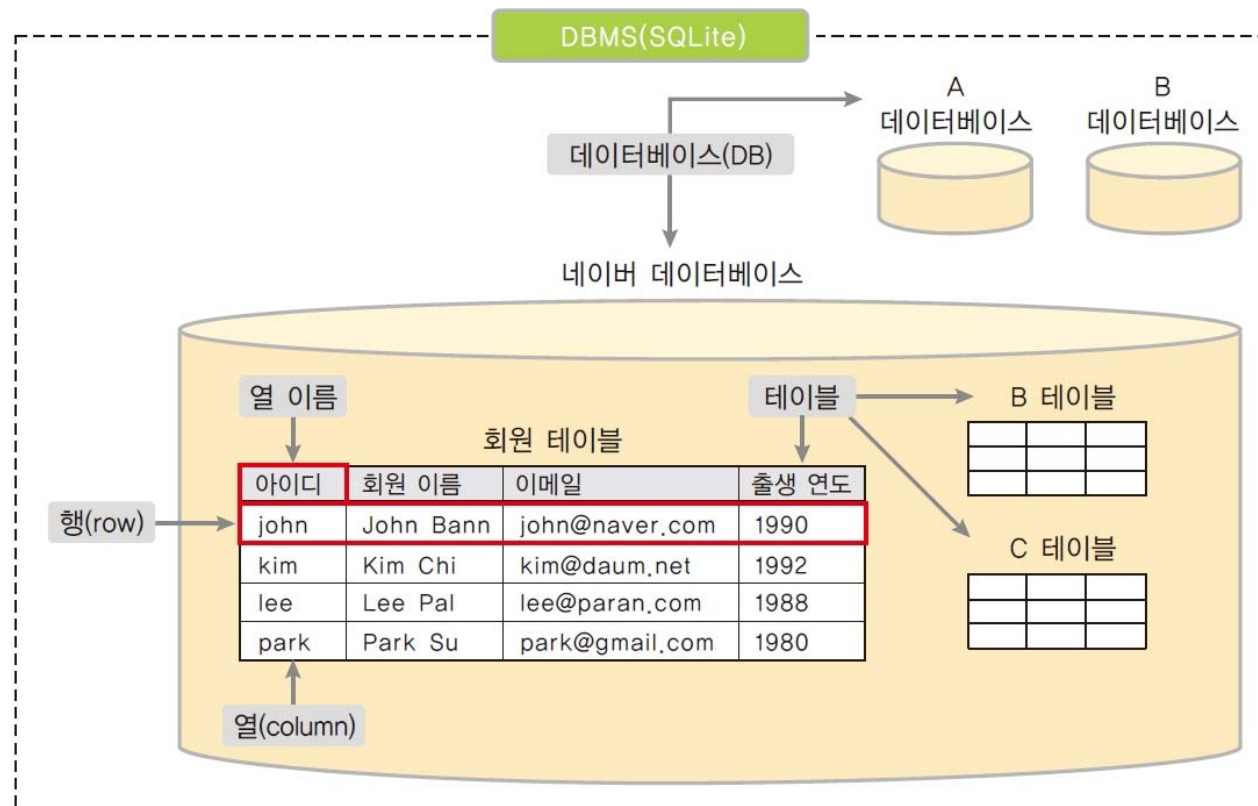 DBMS(SQLite)
A
데이터베이스
B
데이터베이스
데이터베이스(DB)
네이버 데이터베이스
열 이름
테이블
B 테이블
회원 테이블
아이디 회원 이름 이메일 출생 연도
행(row)
john John Bann john@naver.com 1990
kim Kim Chi kim@daum.net 1992
lee Lee Pal lee@paran.com 1988
park Park Su park@gmail.com 1980
C 테이블
열(column)